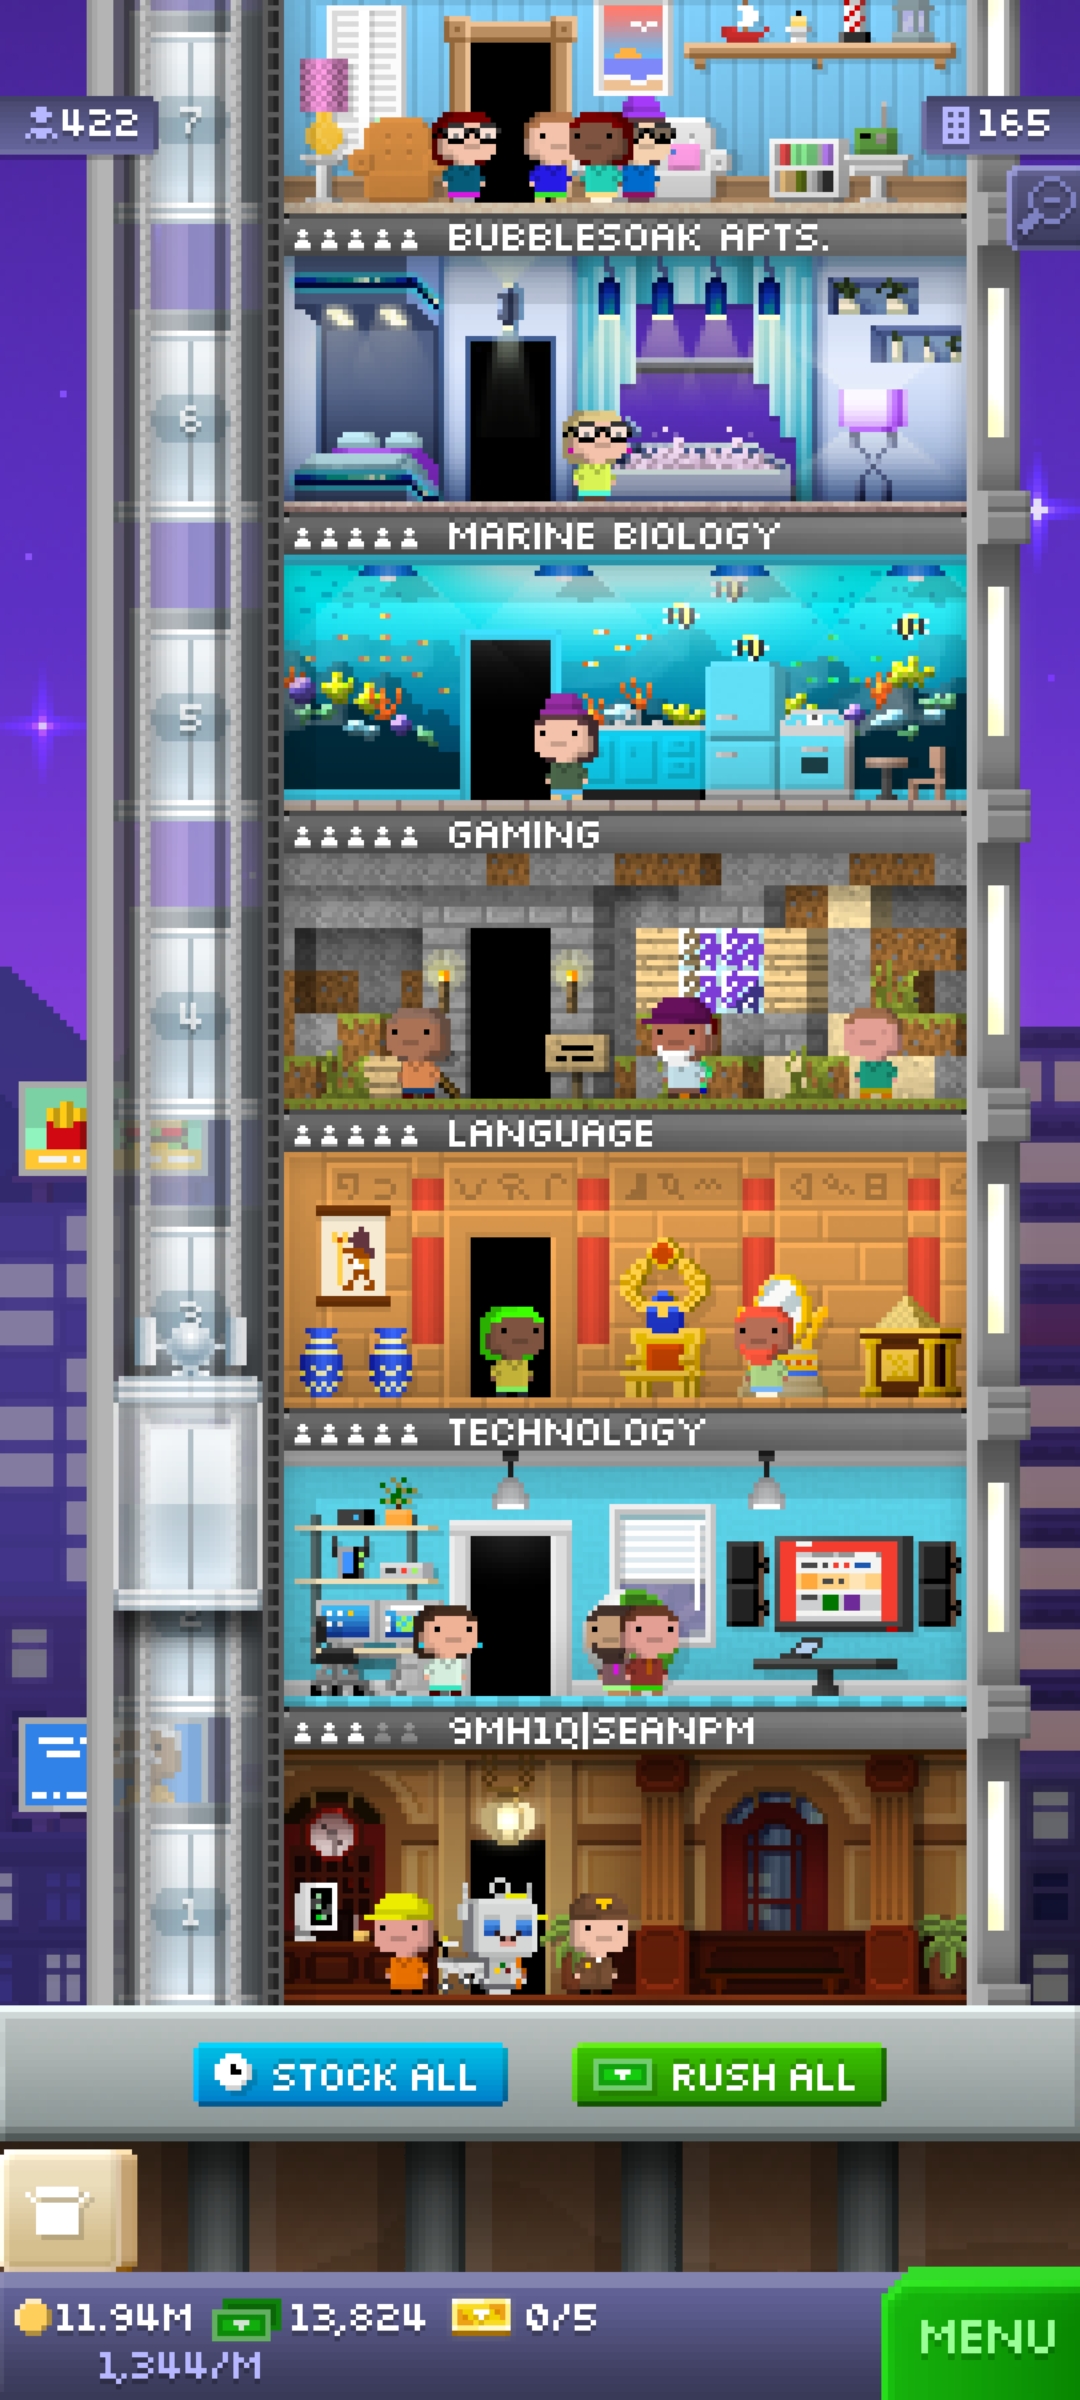 7
422
165
BUBBLESOAK APTS.
6
MARINE BIOLOGY
5
GAMING
4
LANGUAGE
3
TECHNOLOGY
2
9MH1Q|SEANPM
1
STOCK ALL
RUSH ALL
11.94M
13,824
0/5
1,344/M
MENU